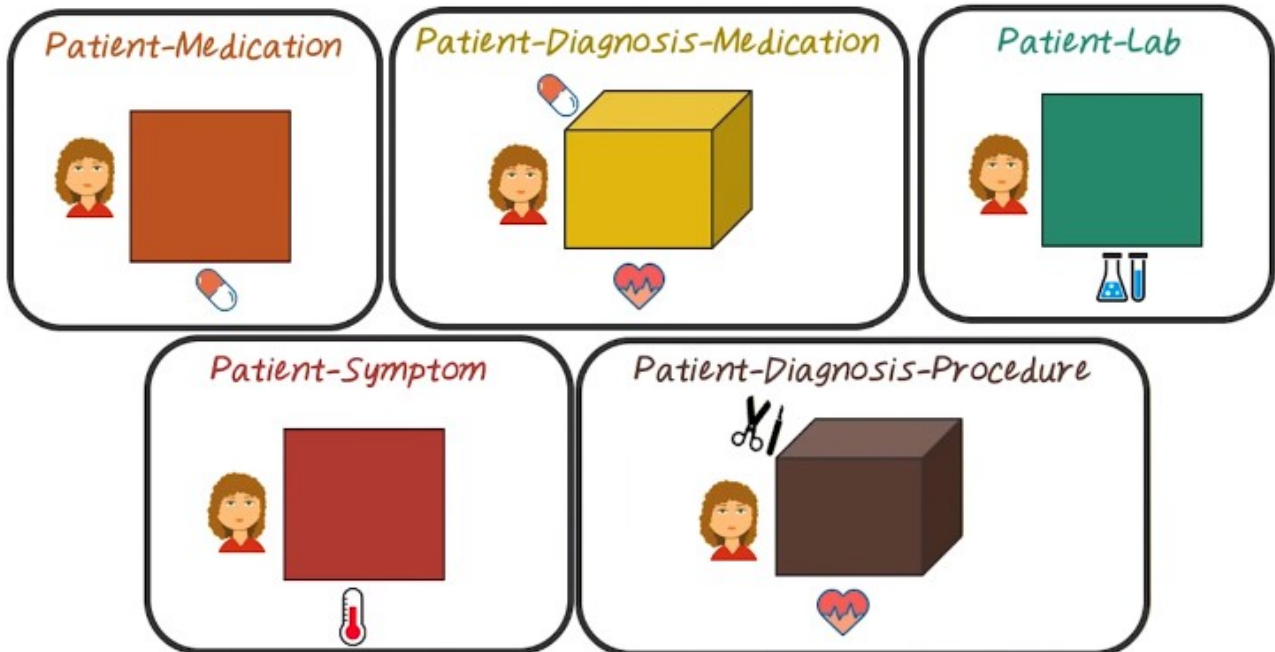 Patient-Medication
Patient-Diagnosis-Medication
Patient-Lab
Patient-Symptom
Patient-Diagnosis-Procedure